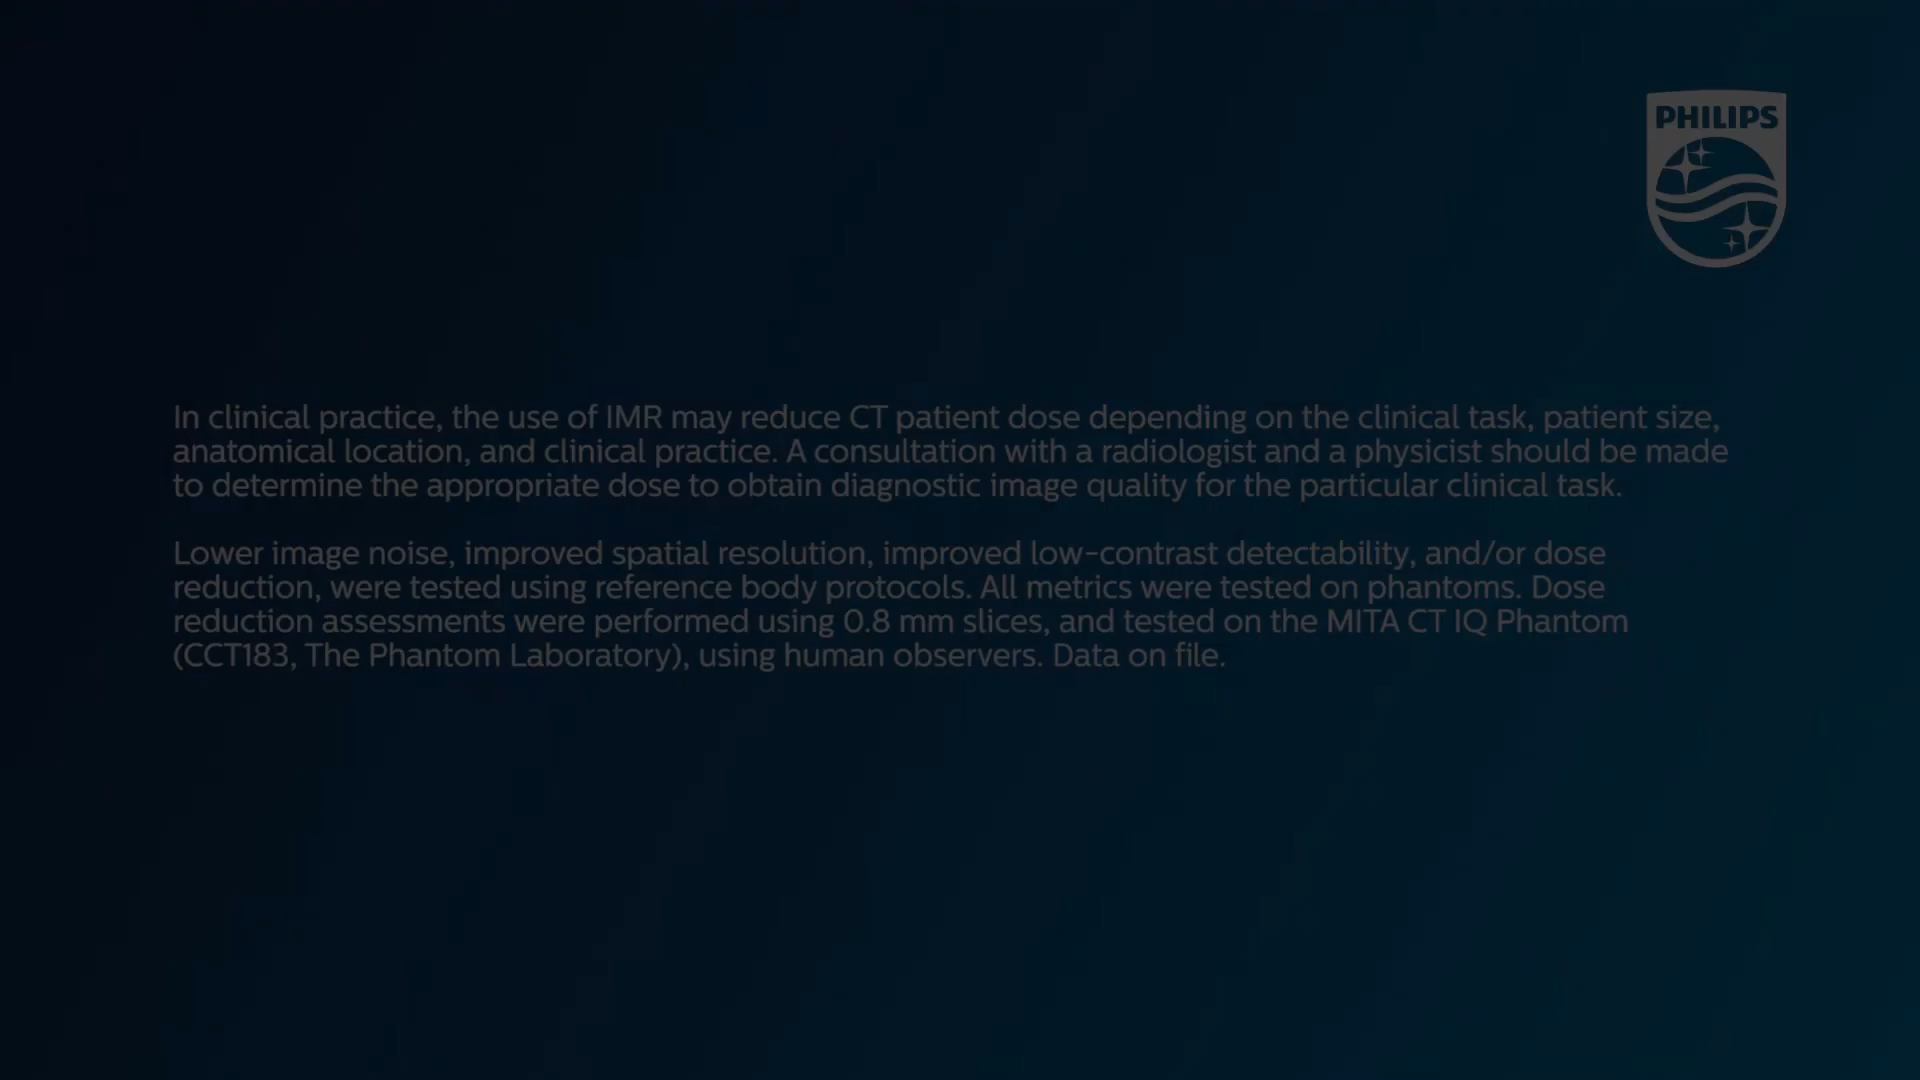 PHILIPS
In clinical practice, the use of IMR may reduce CT patient dose depending on the clinical task, patient size,
anatomical location, and clinical practice. A consultation with a radiologist and a physicist should be made
to determine the appropriate dose to obtain diagnostic image quality for the particular clinical task.
Lower image noise, improved spatial resolution, improved low-contrast detectability, and/or dose
reduction, were tested using reference body protocols. All metrics were tested on phantoms. Dose
reduction assessments were performed using 0.8 mm slices, and tested on the MITA CT IQ Phantom
(CCT183, The Phantom Laboratory), using human observers. Data on file.